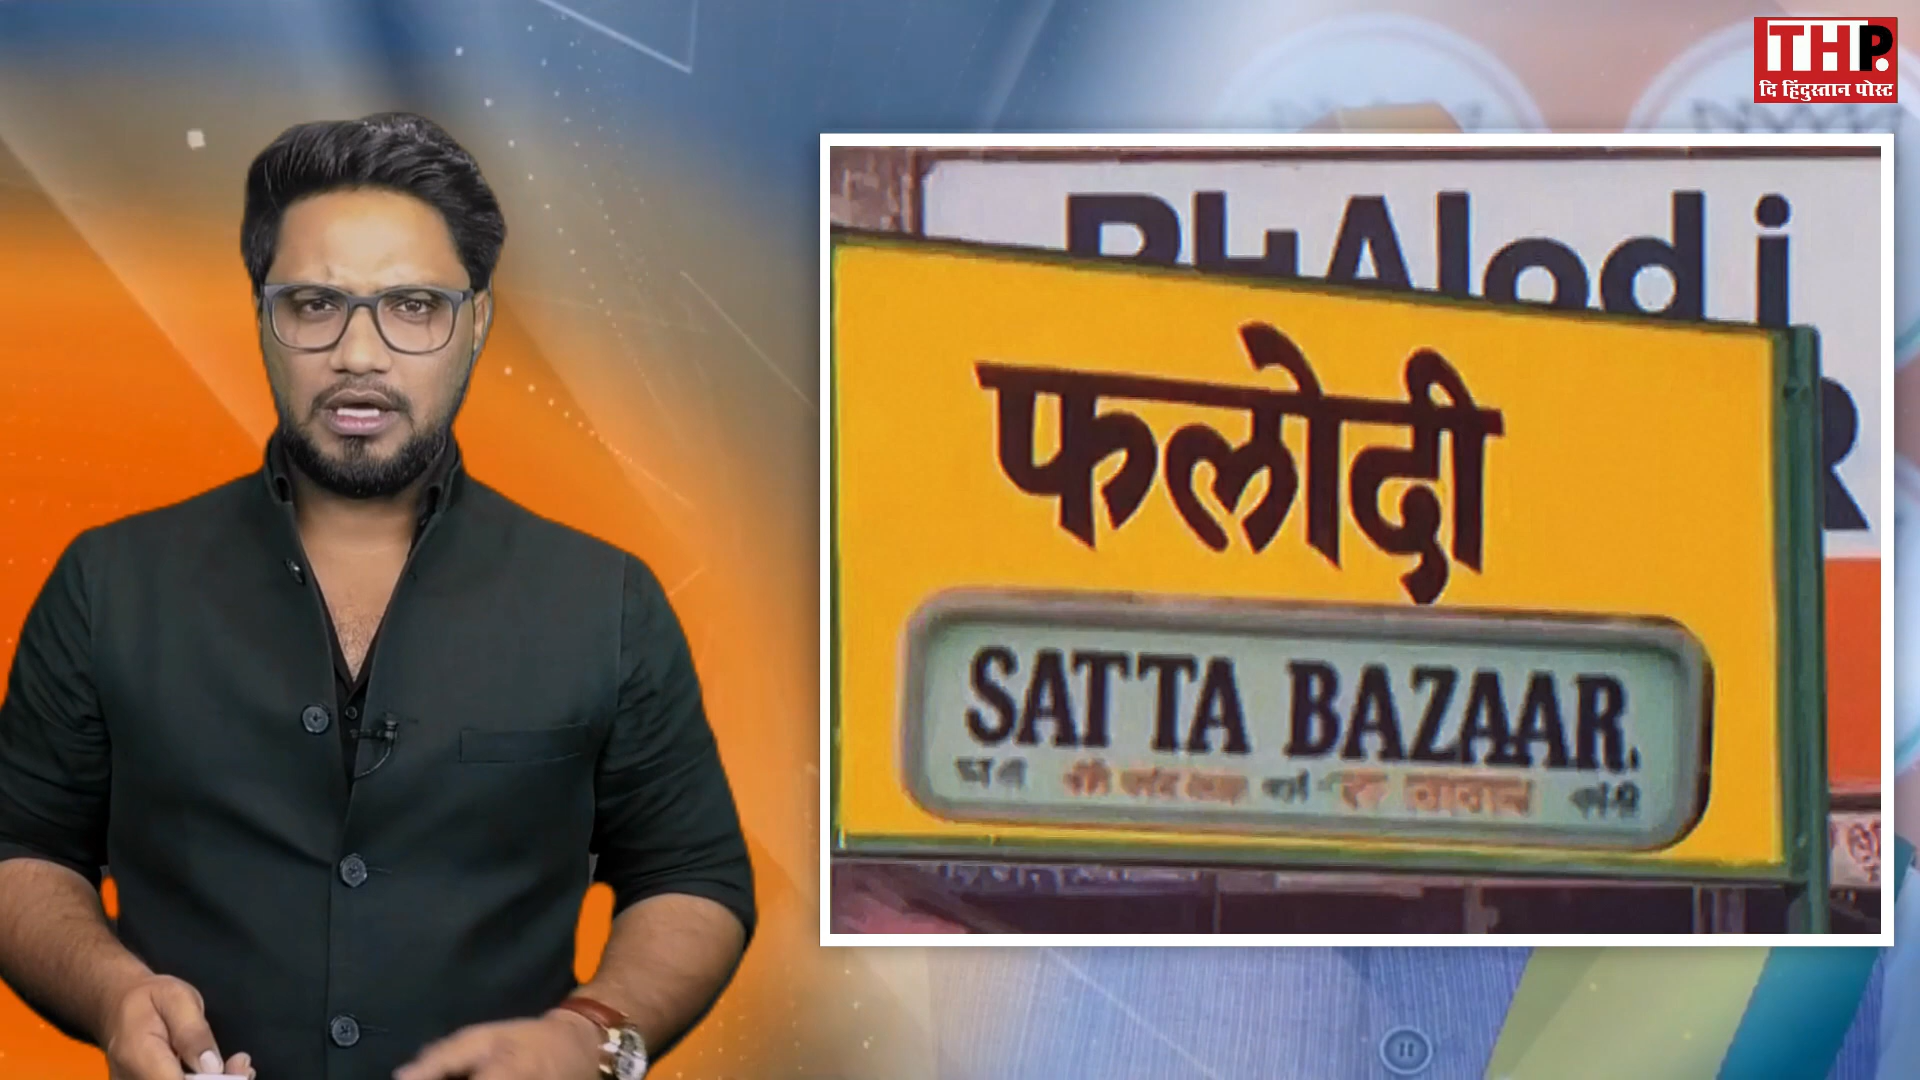 THP.
दि हिंदुस्तान पोस्ट
PhAlodi
फलोदी
SATTA BAZAAR.